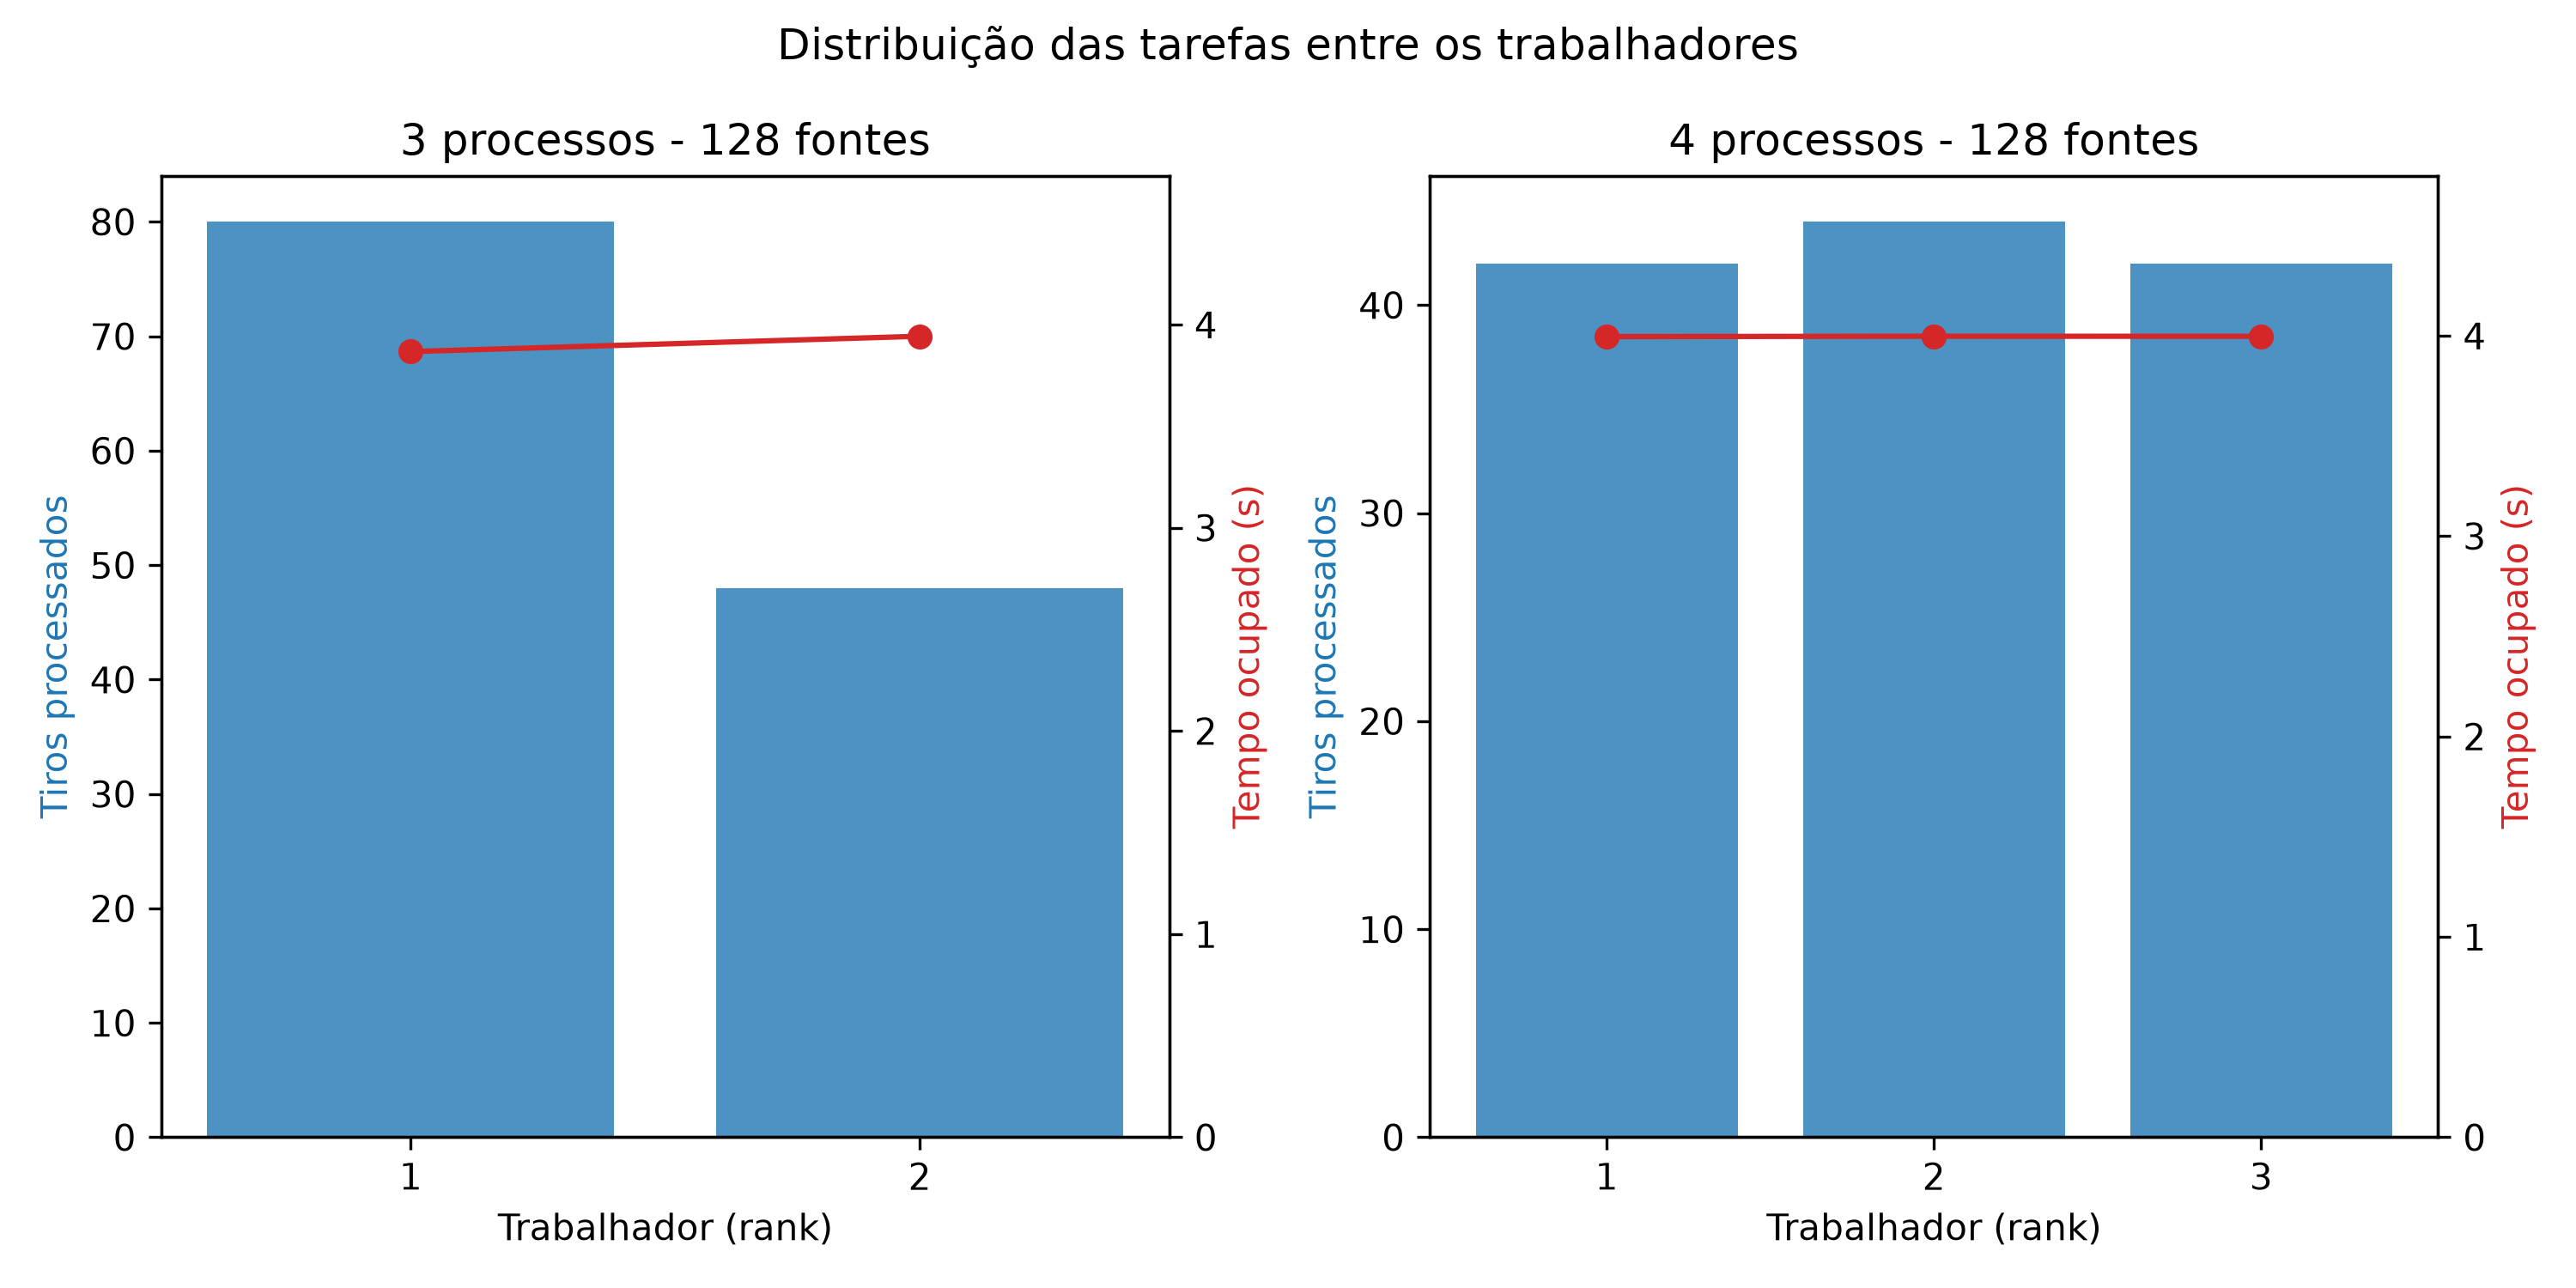 Distribuição das tarefas entre os trabalhadores
3 processos - 128 fontes
80
70
60
50
40
30
20
10
0
Tiros processados
4
3
2
1
0
Tempo ocupado (s)
1 2
Trabalhador (rank)
4 processos - 128 fontes
40
30
20
10
0
Tiros processados
4
3
2
1
0
Tempo ocupado (s)
1 2 3
Trabalhador (rank)